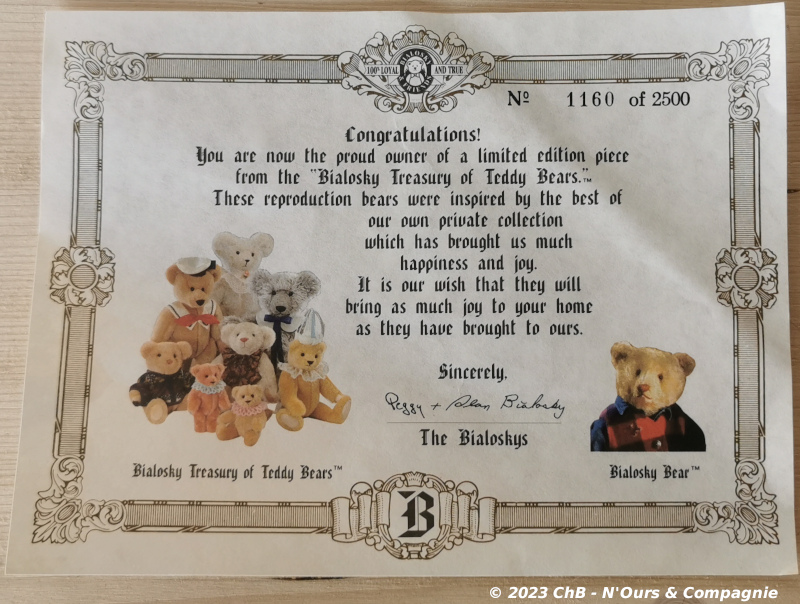 BIALOSKY
100% LOYAL AND TRUE
& FRIENDS
Nº 1160 of 2500
Congratulations!
You are now the proud owner of a limited edition piece
from the "Bialosky Treasury of Teddy Bears."™
These reproduction bears were inspired by the best of
our own private collection
which has brought us much
happiness and joy.
It is our wish that they will
bring as much joy to your home
as they have brought to ours.
Sincerely,
Peggy + Alan Bialosky
The Bialoskys
Bialosky Treasury of Teddy Bears™
Bialosky Bear™
B
© 2023 ChB - N'Ours & Compagnie